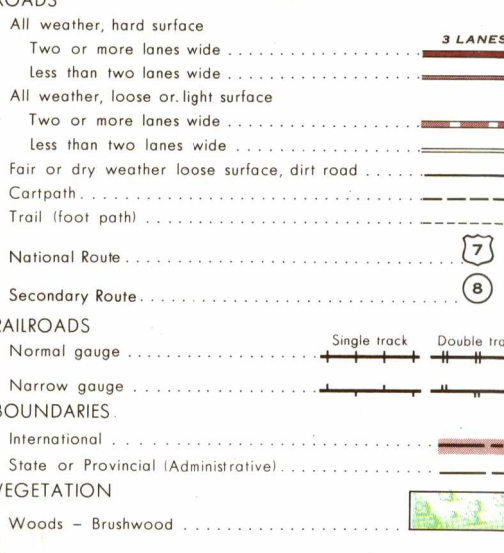 ROADS
All weather, hard surface
3 LANES
Two or more lanes wide
Less than two lanes wide
All weather, loose or light surface
Two or more lanes wide
Less than two lanes wide
Fair or dry weather loose surface, dirt road
Cartpath
Trail (foot path)
National Route 7
Secondary Route 8
RAILROADS
Single track Double tra
Normal gauge
Narrow gauge
BOUNDARIES
International
State or Provincial (Administrative)
VEGETATION
Woods – Brushwood